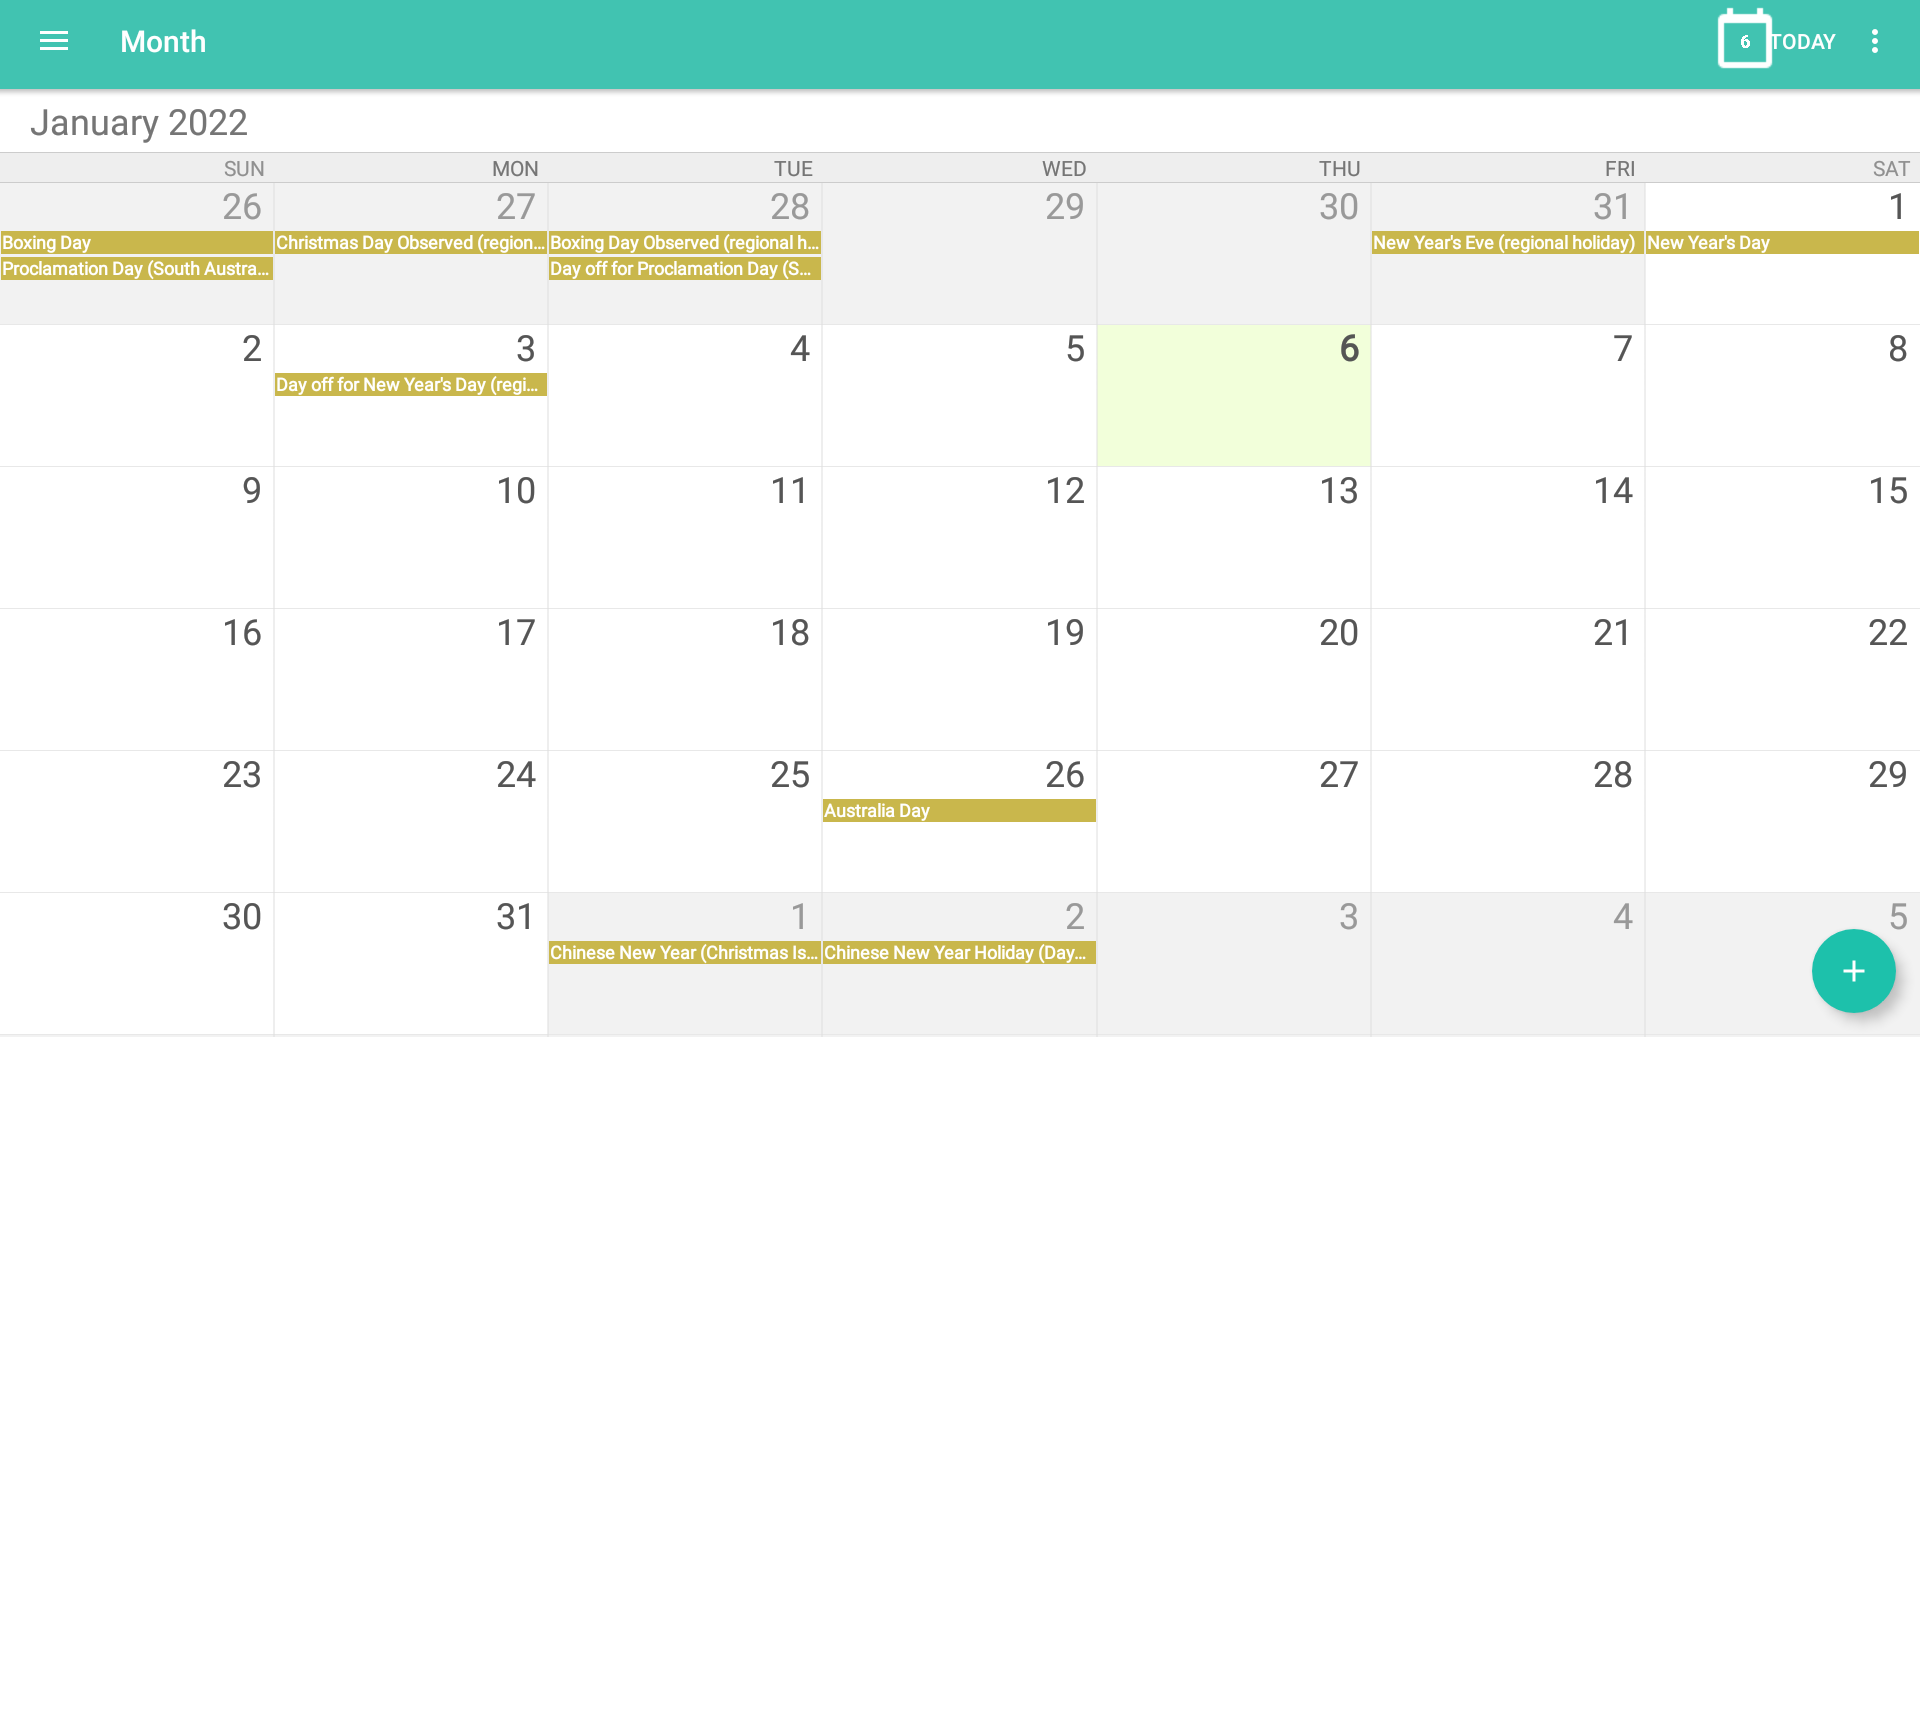 Month
6
TODAY
January 2022
SUN MON TUE WED THU FRI SAT
26 27 28 29 30 31 1
Boxing Day Christmas Day Observed (region... Boxing Day Observed (regional h... New Year's Eve (regional holiday) New Year's Day
Proclamation Day (South Austra... Day off for Proclamation Day (S...
2 3 4 5 6 7 8
Day off for New Year's Day (regi...
9 10 11 12 13 14 15
16 17 18 19 20 21 22
23 24 25 26 27 28 29
Australia Day
30 31 1 2 3 4 5
Chinese New Year (Christmas Is... Chinese New Year Holiday (Day...